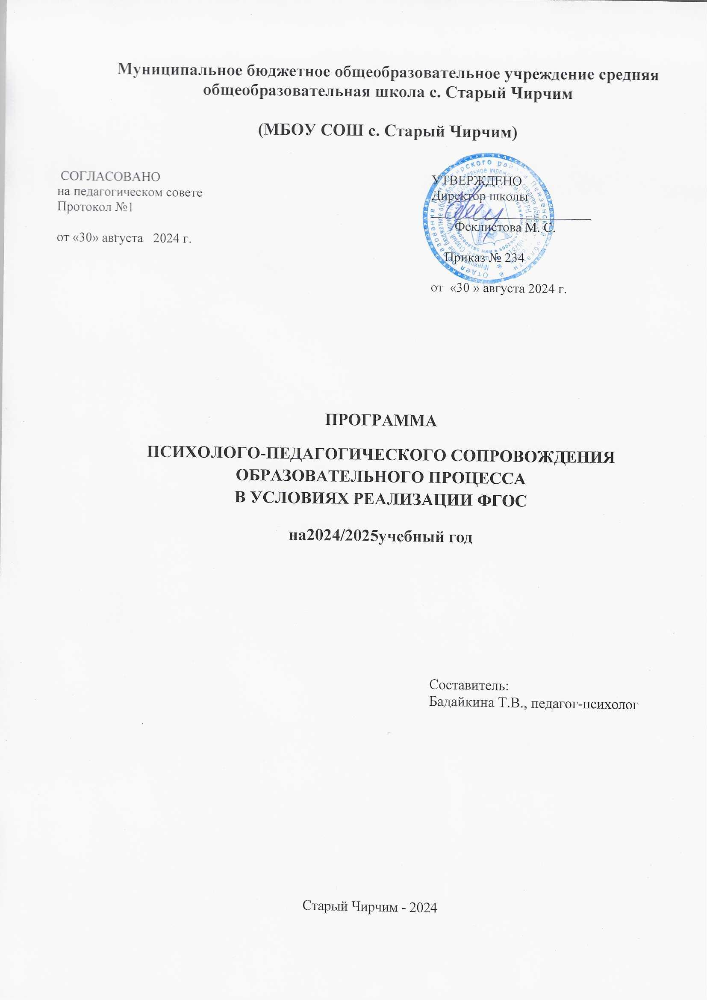 Муниципальное бюджетное общеобразовательное учреждение средняя
общеобразовательная школа с. Старый Чирчим
(МБОУ СОШ с. Старый Чирчим)
СОГЛАСОВАНО
на педагогическом совете
Протокол №1
от «30» августа 2024 г.
УТВЕРЖДЕНО
Директор школы
Феклистова М. С.
Приказ № 234
от «30 » августа 2024 г.
ПРОГРАММА
ПСИХОЛОГО-ПЕДАГОГИЧЕСКОГО СОПРОВОЖДЕНИЯ
ОБРАЗОВАТЕЛЬНОГО ПРОЦЕССА
В УСЛОВИЯХ РЕАЛИЗАЦИИ ФГОС
на2024/2025учебный год
Составитель:
Бадайкина Т.В., педагог-психолог
Старый Чирчим - 2024